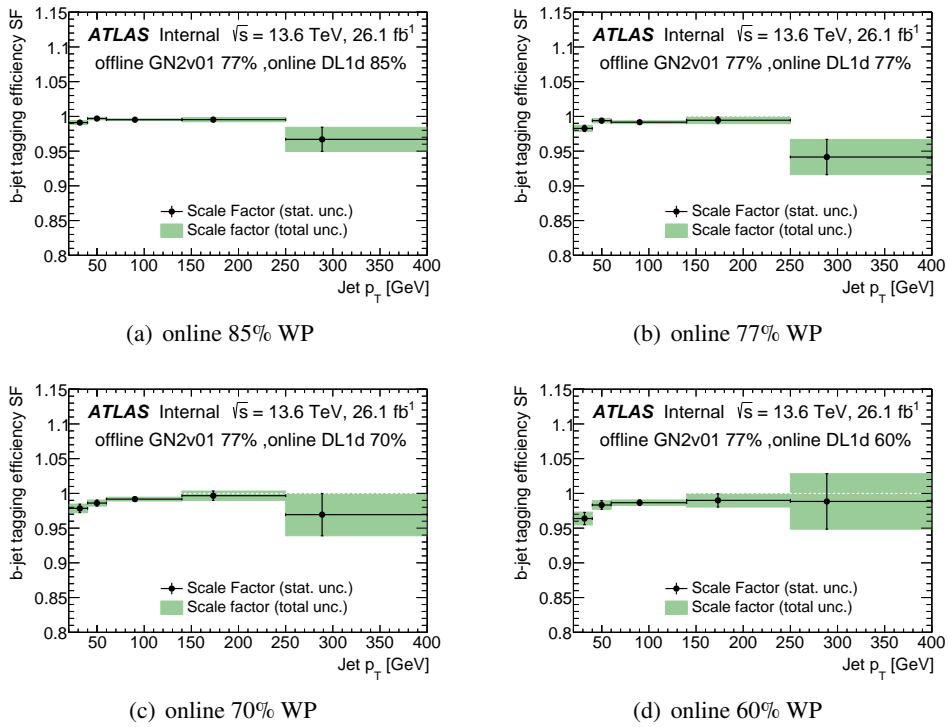 b-jet tagging efficiency SF
1.15
1.1
1.05
1
0.95
0.9
0.85
0.8
ATLAS Internal √s = 13.6 TeV, 26.1 fb-1
offline GN2v01 77% ,online DL1d 85%
Scale Factor (stat. unc.)
Scale factor (total unc.)
50 100 150 200 250 300 350 400
Jet pT [GeV]
(a) online 85% WP
b-jet tagging efficiency SF
1.15
1.1
1.05
1
0.95
0.9
0.85
0.8
ATLAS Internal √s = 13.6 TeV, 26.1 fb-1
offline GN2v01 77% ,online DL1d 77%
Scale Factor (stat. unc.)
Scale factor (total unc.)
50 100 150 200 250 300 350 400
Jet pT [GeV]
(b) online 77% WP
b-jet tagging efficiency SF
1.15
1.1
1.05
1
0.95
0.9
0.85
0.8
ATLAS Internal √s = 13.6 TeV, 26.1 fb-1
offline GN2v01 77% ,online DL1d 70%
Scale Factor (stat. unc.)
Scale factor (total unc.)
50 100 150 200 250 300 350 400
Jet pT [GeV]
(c) online 70% WP
b-jet tagging efficiency SF
1.15
1.1
1.05
1
0.95
0.9
0.85
0.8
ATLAS Internal √s = 13.6 TeV, 26.1 fb-1
offline GN2v01 77% ,online DL1d 60%
Scale Factor (stat. unc.)
Scale factor (total unc.)
50 100 150 200 250 300 350 400
Jet pT [GeV]
(d) online 60% WP